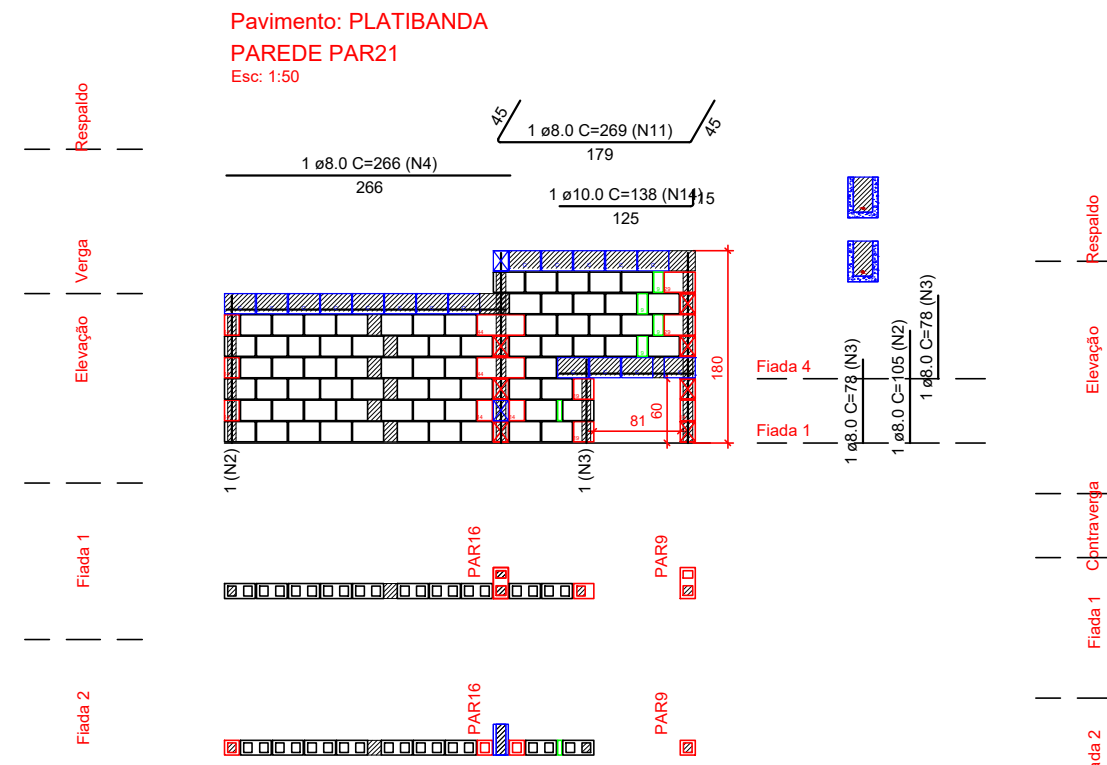 Pavimento: PLATIBANDA
PAREDE PAR21
Esc: 1:50
Respaldo
Verga
Elevação
Fiada 1
Fiada 2
45
1 ø8.0 C=269 (N11)
45
179
1 ø8.0 C=266 (N4)
266
1 ø10.0 C=138 (N14)
15
125
180
60
81
Fiada 4
Fiada 1
1 ø8.0 C=78 (N3)
1 ø8.0 C=105 (N2)
1 ø8.0 C=78 (N3)
1 (N2)
1 (N3)
PAR16
PAR9
PAR16
PAR9
Respaldo
Elevação
Contraverga
Fiada 1
ada 2